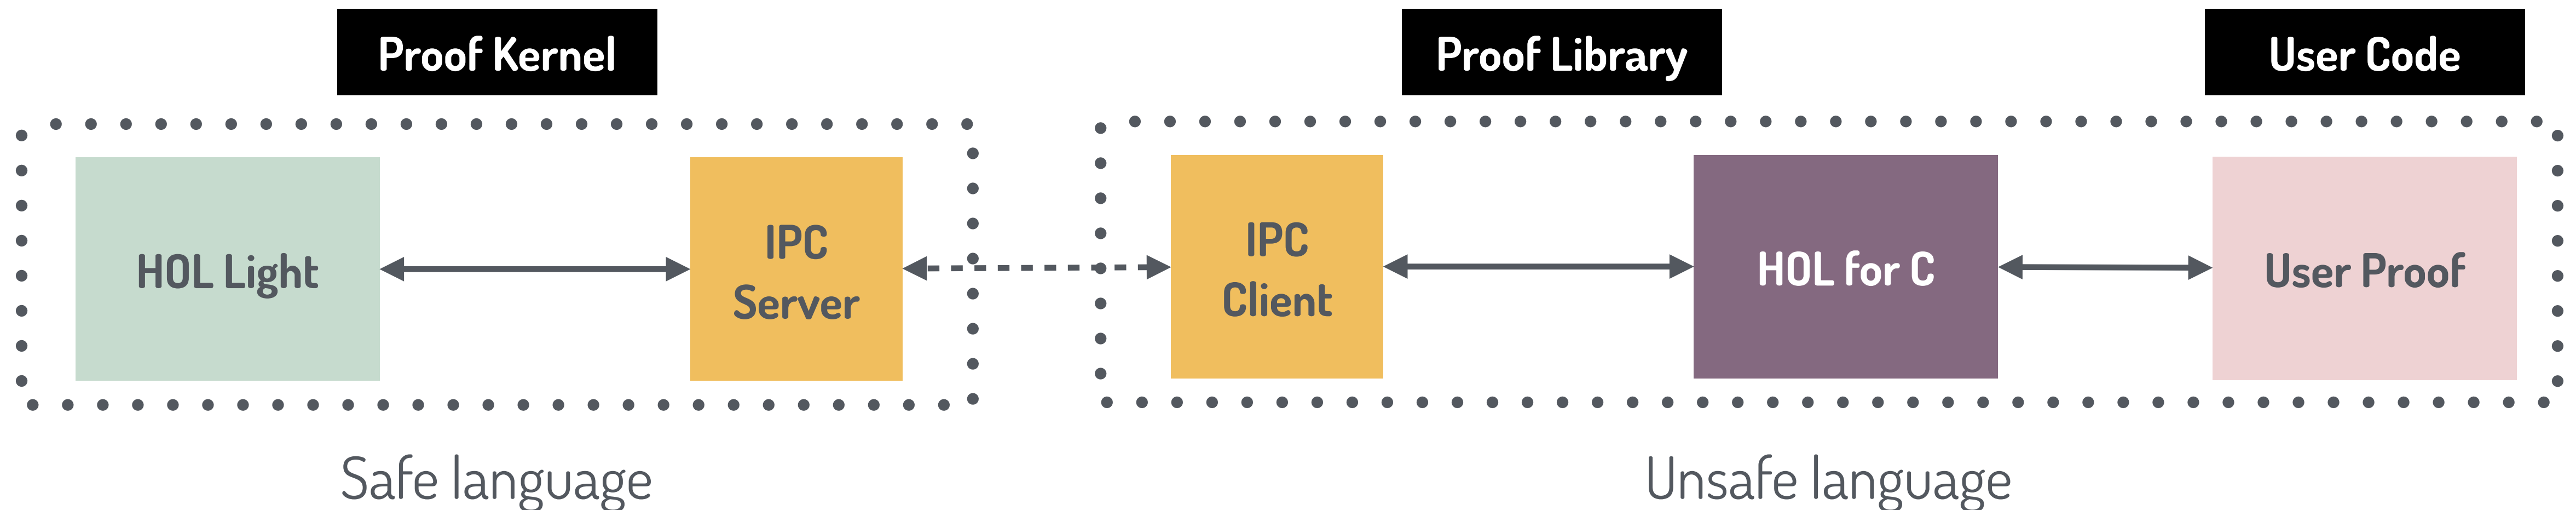 Proof Kernel
Proof Library
User Code
HOL Light
IPC
Server
IPC
Client
HOL for C
User Proof
Safe language
Unsafe language